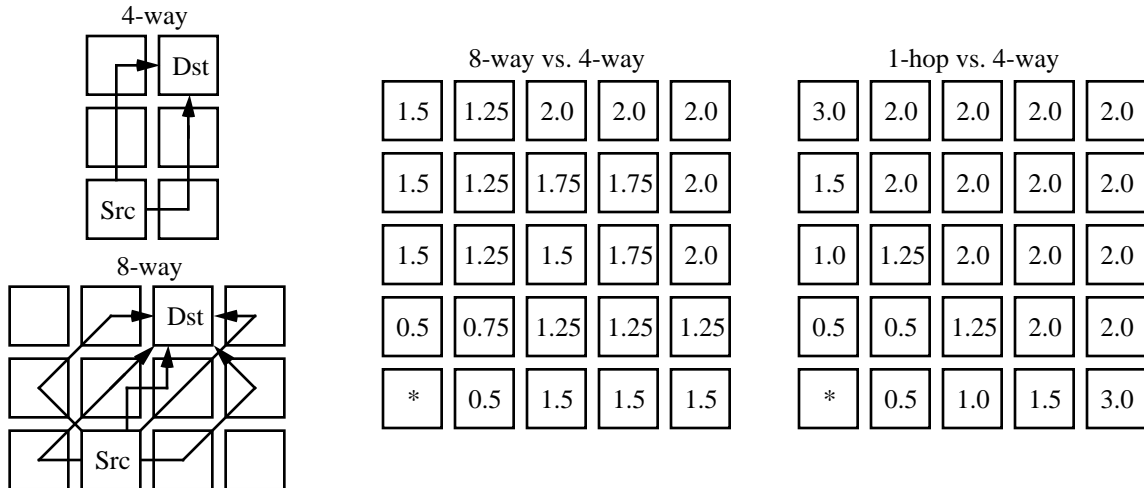 4-way
Dst
Src
8-way
Dst
Src
8-way vs. 4-way
1.5 1.25 2.0 2.0 2.0
1.5 1.25 1.75 1.75 2.0
1.5 1.25 1.5 1.75 2.0
0.5 0.75 1.25 1.25 1.25
* 0.5 1.5 1.5 1.5
1-hop vs. 4-way
3.0 2.0 2.0 2.0 2.0
1.5 2.0 2.0 2.0 2.0
1.0 1.25 2.0 2.0 2.0
0.5 0.5 1.25 2.0 2.0
* 0.5 1.0 1.5 3.0